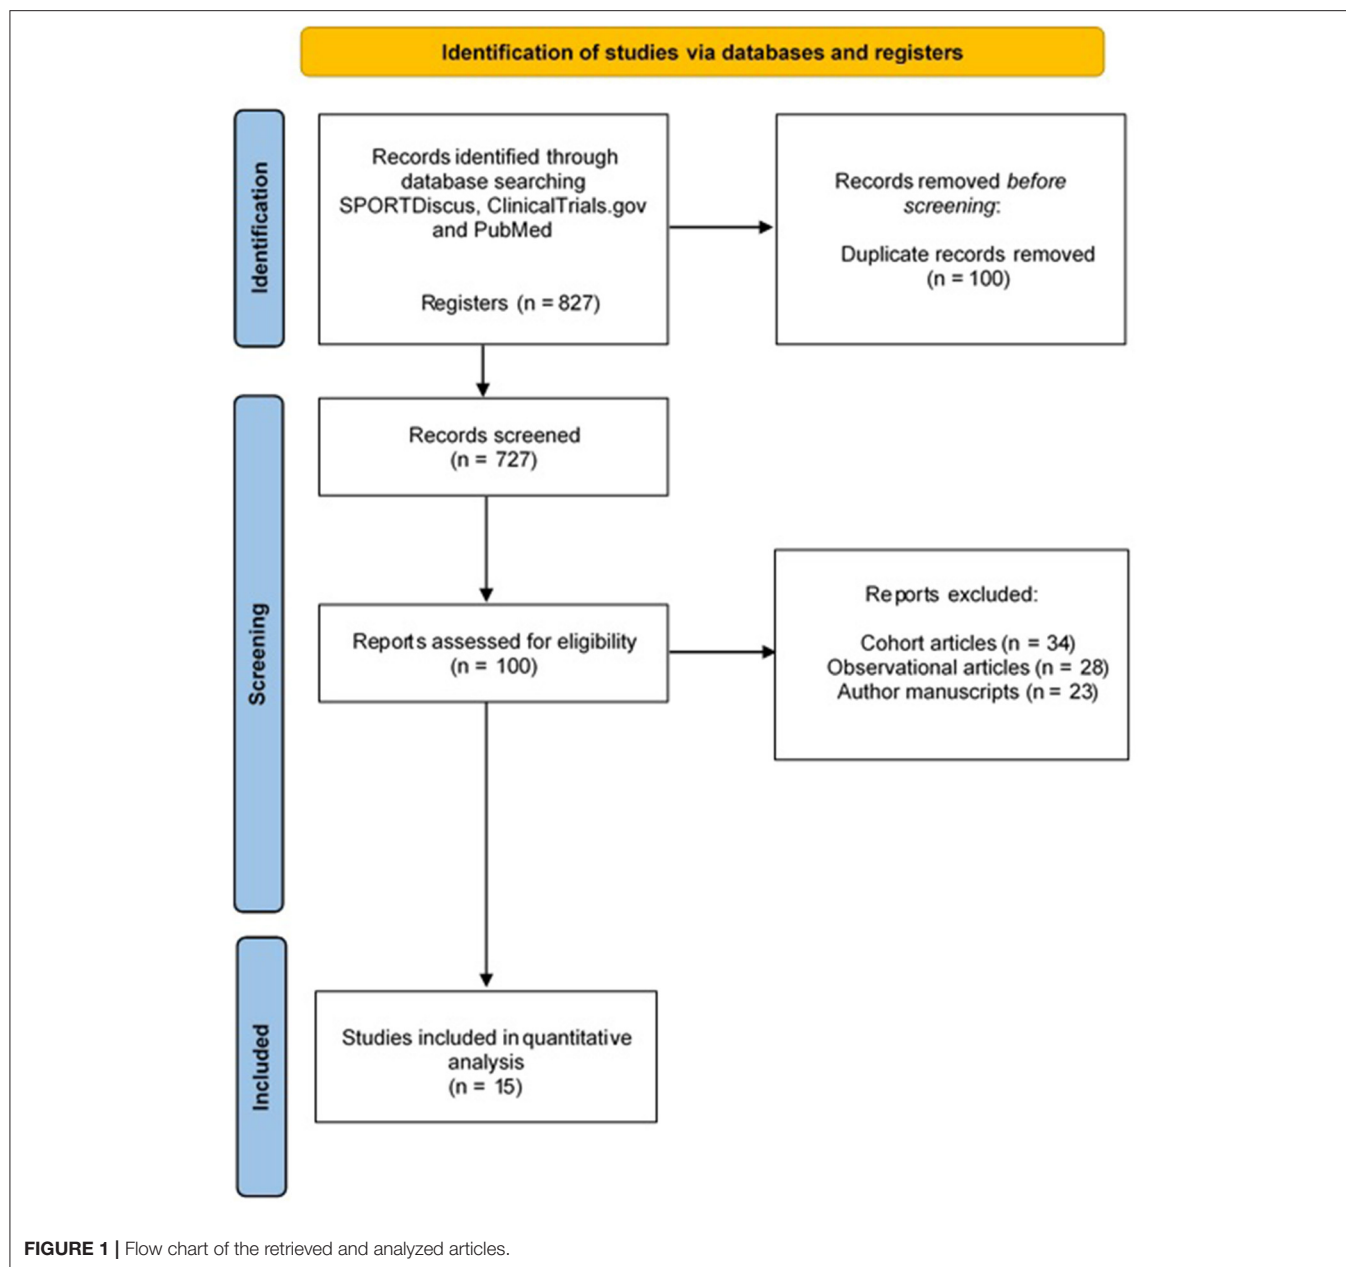 Identification of studies via databases and registers
Identification
Records identified through
database searching
SPORTDiscus, ClinicalTrials.gov
and PubMed
Registers (n = 827)
Records removed before
screening:
Duplicate records removed
(n = 100)
Screening
Records screened
(n = 727)
Reports assessed for eligibility
(n = 100)
Reports excluded:
Cohort articles (n = 34)
Observational articles (n = 28)
Author manuscripts (n = 23)
Included
Studies included in quantitative
analysis
(n = 15)
FIGURE 1 | Flow chart of the retrieved and analyzed articles.